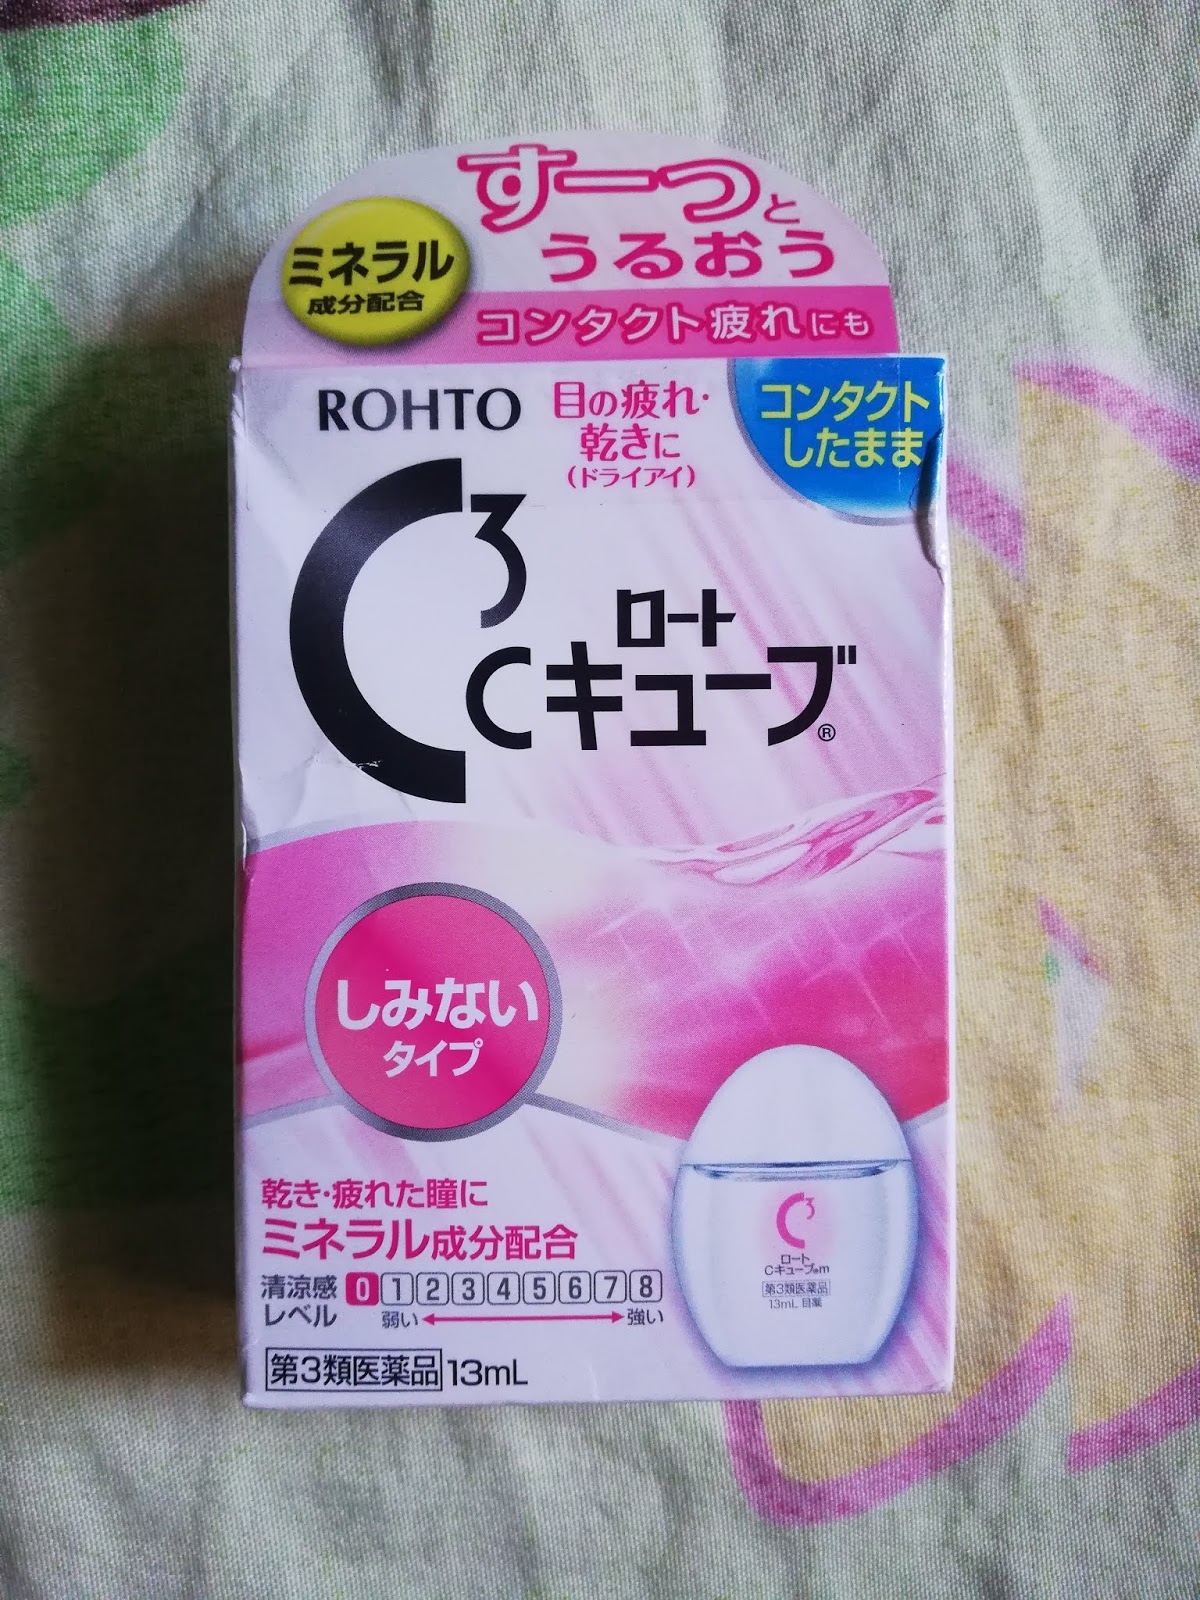 すーっと
うるおう
ミネラル
成分配合
コンタクト疲れにも
ROHTO
目の疲れ・
乾きに
(ドライアイ)
コンタクト
したまま
C3
ロート
Cキューブ®
しみない
タイプ
乾き・疲れた瞳に
ミネラル成分配合
清涼感
レベル
0 1 2 3 4 5 6 7 8
弱い 強い
第3類医薬品 13mL
C3
ロート
Cキューブ®m
第3類医薬品
13mL 目薬